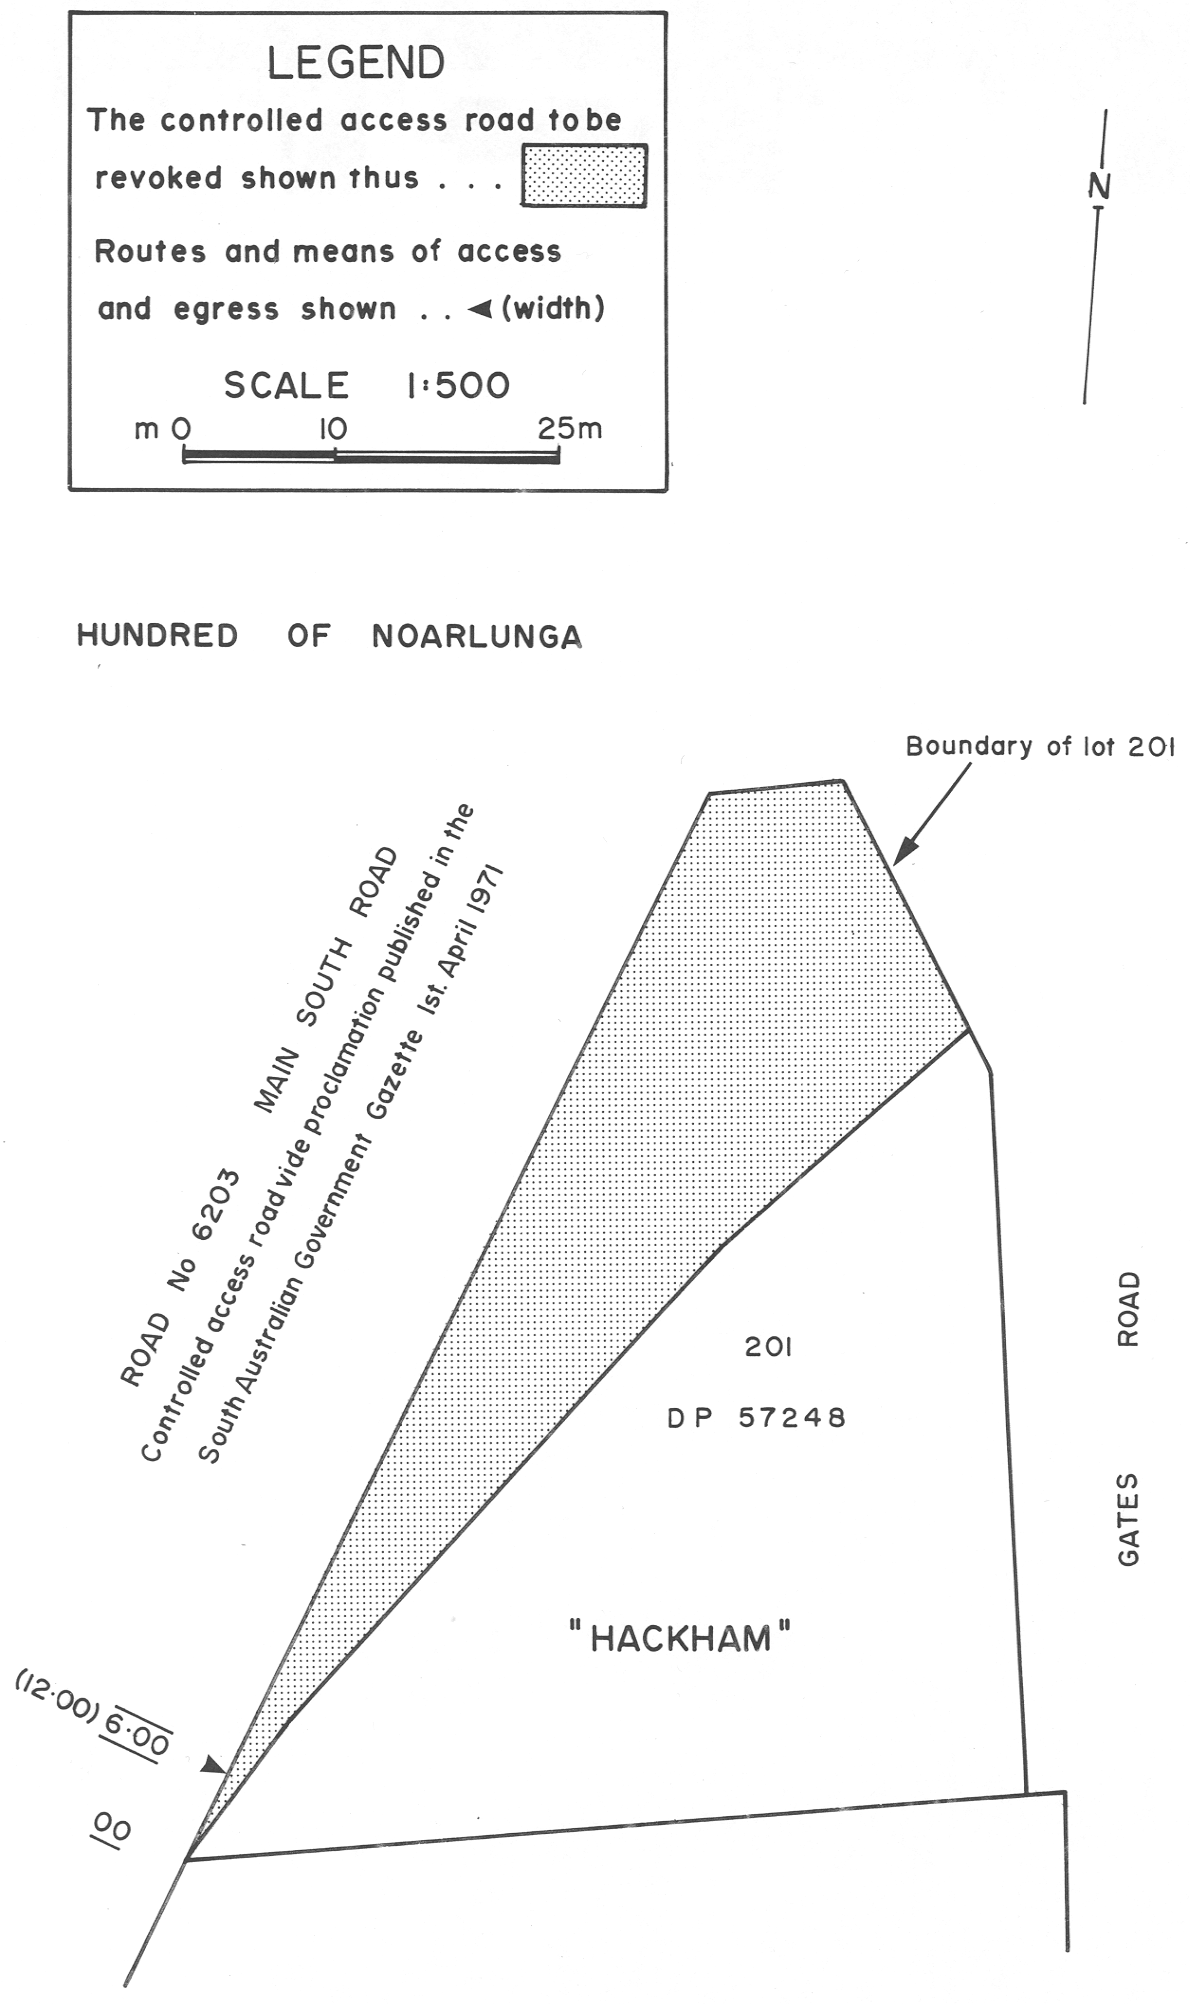 LEGEND
The controlled access road to be
revoked shown thus . . .
Routes and means of access
and egress shown . . (width)
SCALE 1:500
m 0 10 25m
N
HUNDRED OF NOARLUNGA
Boundary of lot 201
ROAD No 6203 MAIN SOUTH ROAD
Controlled access road vide proclamation published in the
South Australian Government Gazette 1st. April 1971
201
DP 57248
GATES ROAD
"HACKHAM"
(12·00) 6·00
00